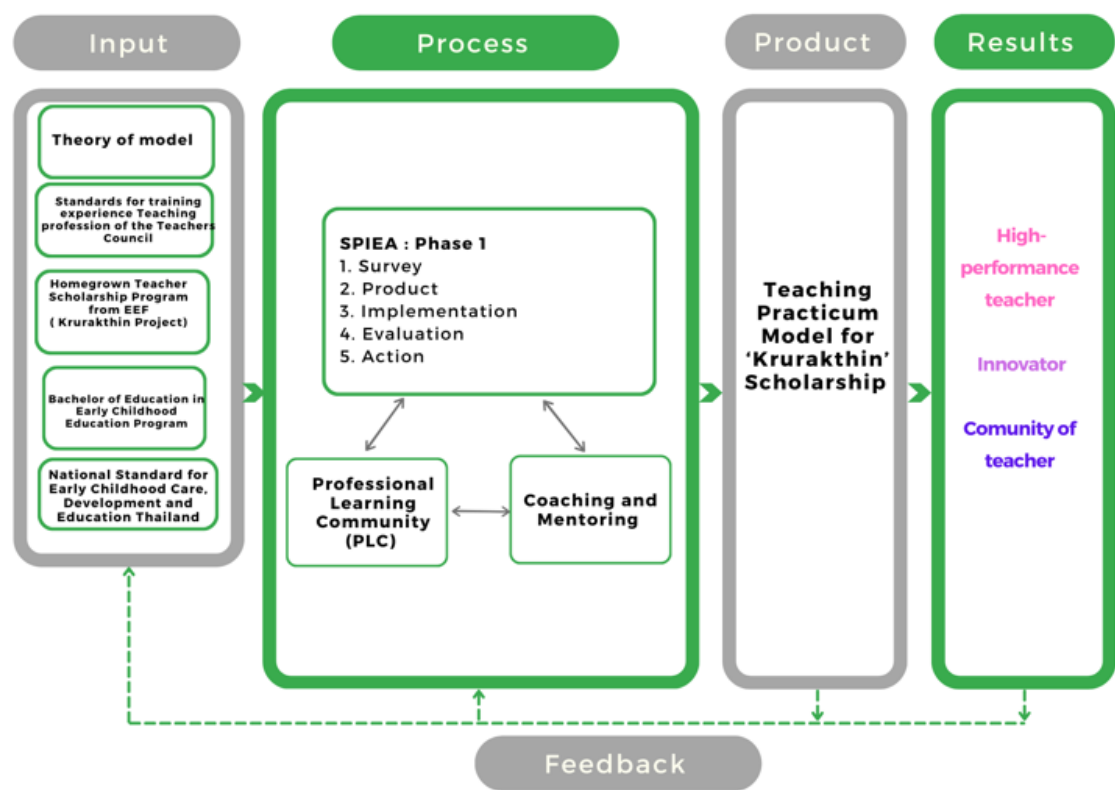 Input
Process
Product
Results
Theory of model
Standards for training
experience Teaching
profession of the Teachers
Council
Homegrown Teacher
Scholarship Program
from EEF
( Krurakthin Project)
Bachelor of Education in
Early Childhood
Education Program
National Standard for
Early Childhood Care,
Development and
Education Thailand
SPIEA : Phase 1
1. Survey
2. Product
3. Implementation
4. Evaluation
5. Action
Professional
Learning
Community
(PLC)
Coaching and
Mentoring
Teaching
Practicum
Model for
‘Krurakthin’
Scholarship
High-
performance
teacher
Innovator
Comunity of
teacher
Feedback